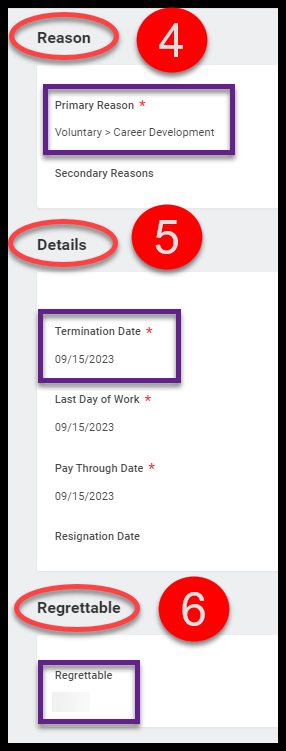 Reason
4
Primary Reason *
Voluntary > Career Development
Secondary Reasons
Details
5
Termination Date *
09/15/2023
Last Day of Work *
09/15/2023
Pay Through Date *
09/15/2023
Resignation Date
Regrettable
6
Regrettable